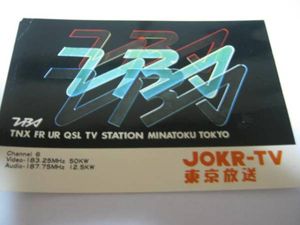 TBS
TBS
TNX FR UR QSL TV STATION MINATOKU TOKYO
Channel 6
Video-183.25MHz 50KW
Audio-187.75MHz 12.5KW
JOKR-TV
東京放送